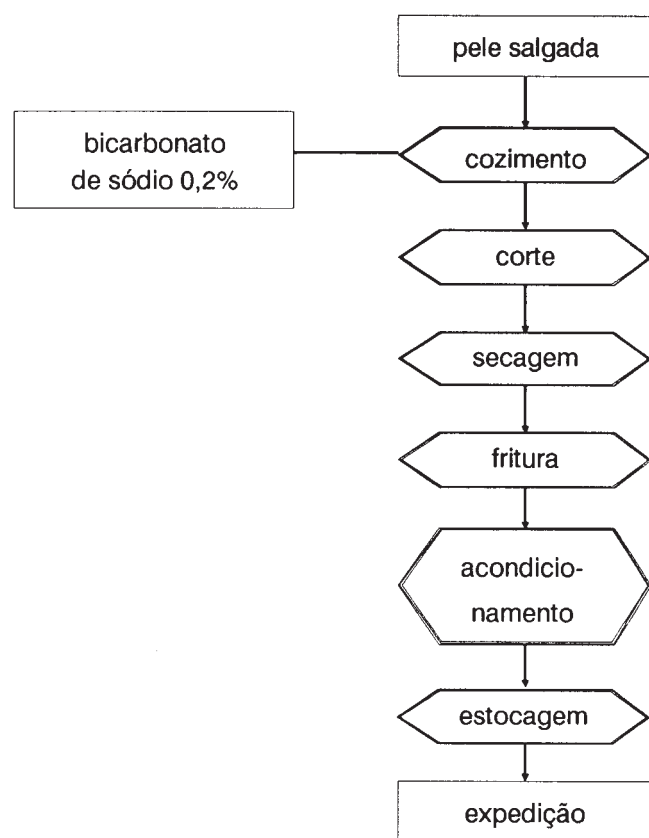 pele salgada
bicarbonato
de sódio 0,2%
cozimento
corte
secagem
fritura
acondicio-
namento
estocagem
expedição